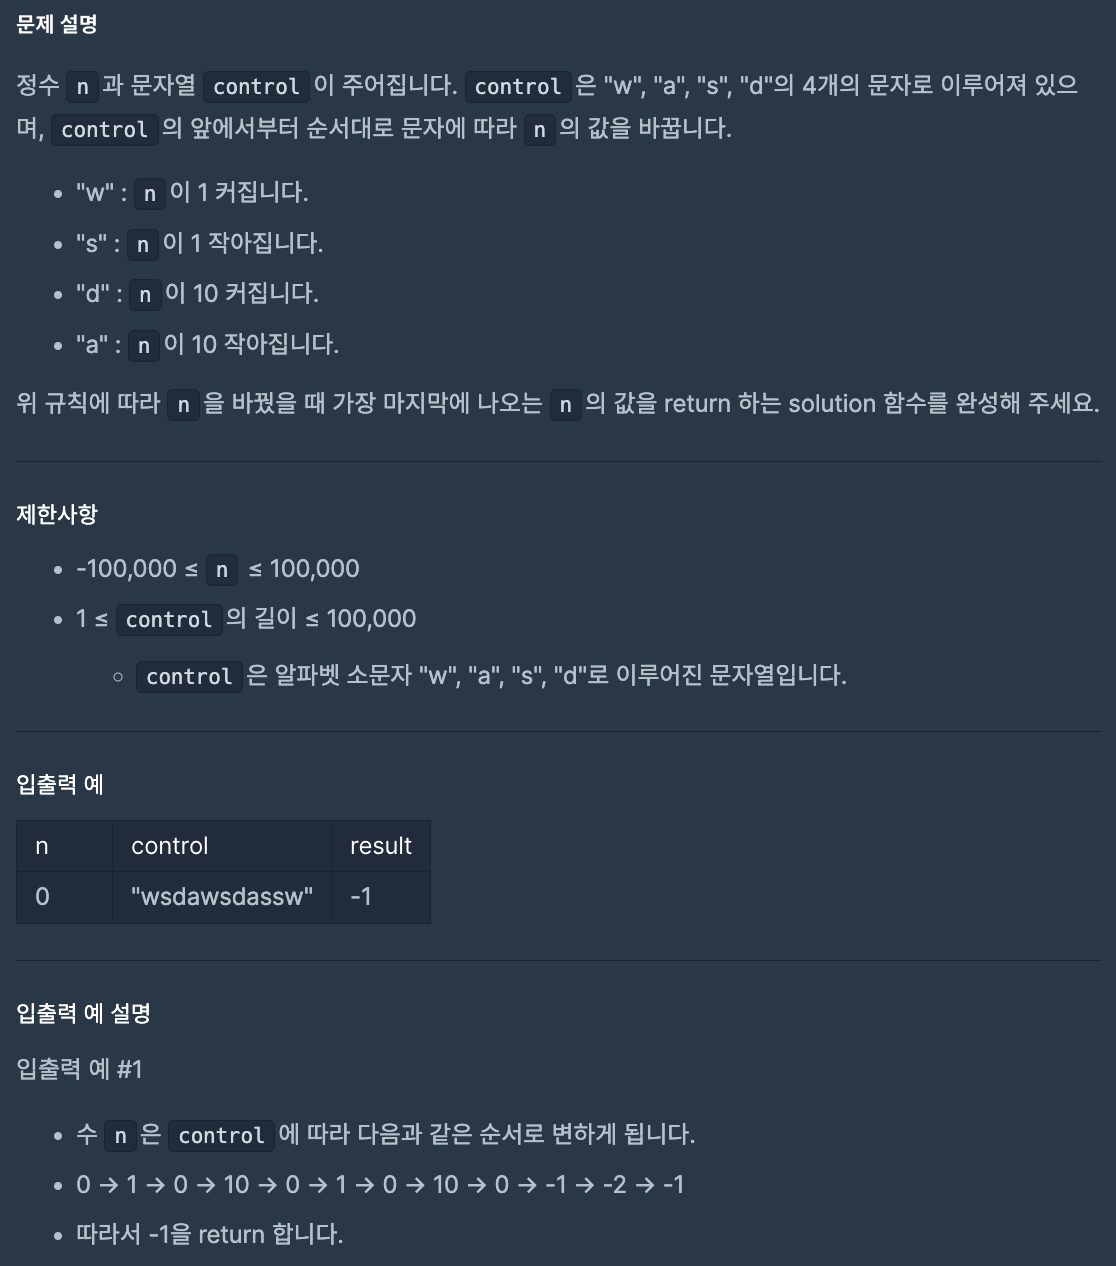 문제 설명
정수 n 과 문자열 control 이 주어집니다. control 은 "w", "a", "s", "d"의 4개의 문자로 이루어져 있으
며, control 의 앞에서부터 순서대로 문자에 따라 n 의 값을 바꿉니다.
• "w" : n 이 1 커집니다.
• "s" : n 이 1 작아집니다.
• "d" : n 이 10 커집니다.
• "a" : n 이 10 작아집니다.
위 규칙에 따라 n 을 바꿨을 때 가장 마지막에 나오는 n 의 값을 return 하는 solution 함수를 완성해 주세요.
제한사항
• -100,000 ≤ n ≤ 100,000
• 1 ≤ control 의 길이 ≤ 100,000
◦ control 은 알파벳 소문자 "w", "a", "s", "d"로 이루어진 문자열입니다.
입출력 예
n control result
0 "wsdawsdassw" -1
입출력 예 설명
입출력 예 #1
• 수 n 은 control 에 따라 다음과 같은 순서로 변하게 됩니다.
• 0 → 1 → 0 → 10 → 0 → 1 → 0 → 10 → 0 → -1 → -2 → -1
• 따라서 -1을 return 합니다.